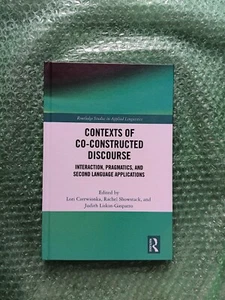 Routledge Studies in Applied Linguistics
CONTEXTS OF
CO-CONSTRUCTED
DISCOURSE
INTERACTION, PRAGMATICS, AND
SECOND LANGUAGE APPLICATIONS
Edited by
Lori Czerwionka, Rachel Showstack, and
Judith Liskin-Gasparro
R